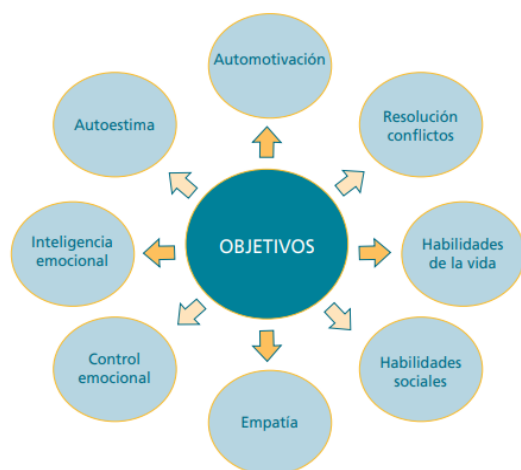 Automotivación
Autoestima
Resolución
conflictos
OBJETIVOS
Inteligencia
emocional
Habilidades
de la vida
Control
emocional
Habilidades
sociales
Empatía